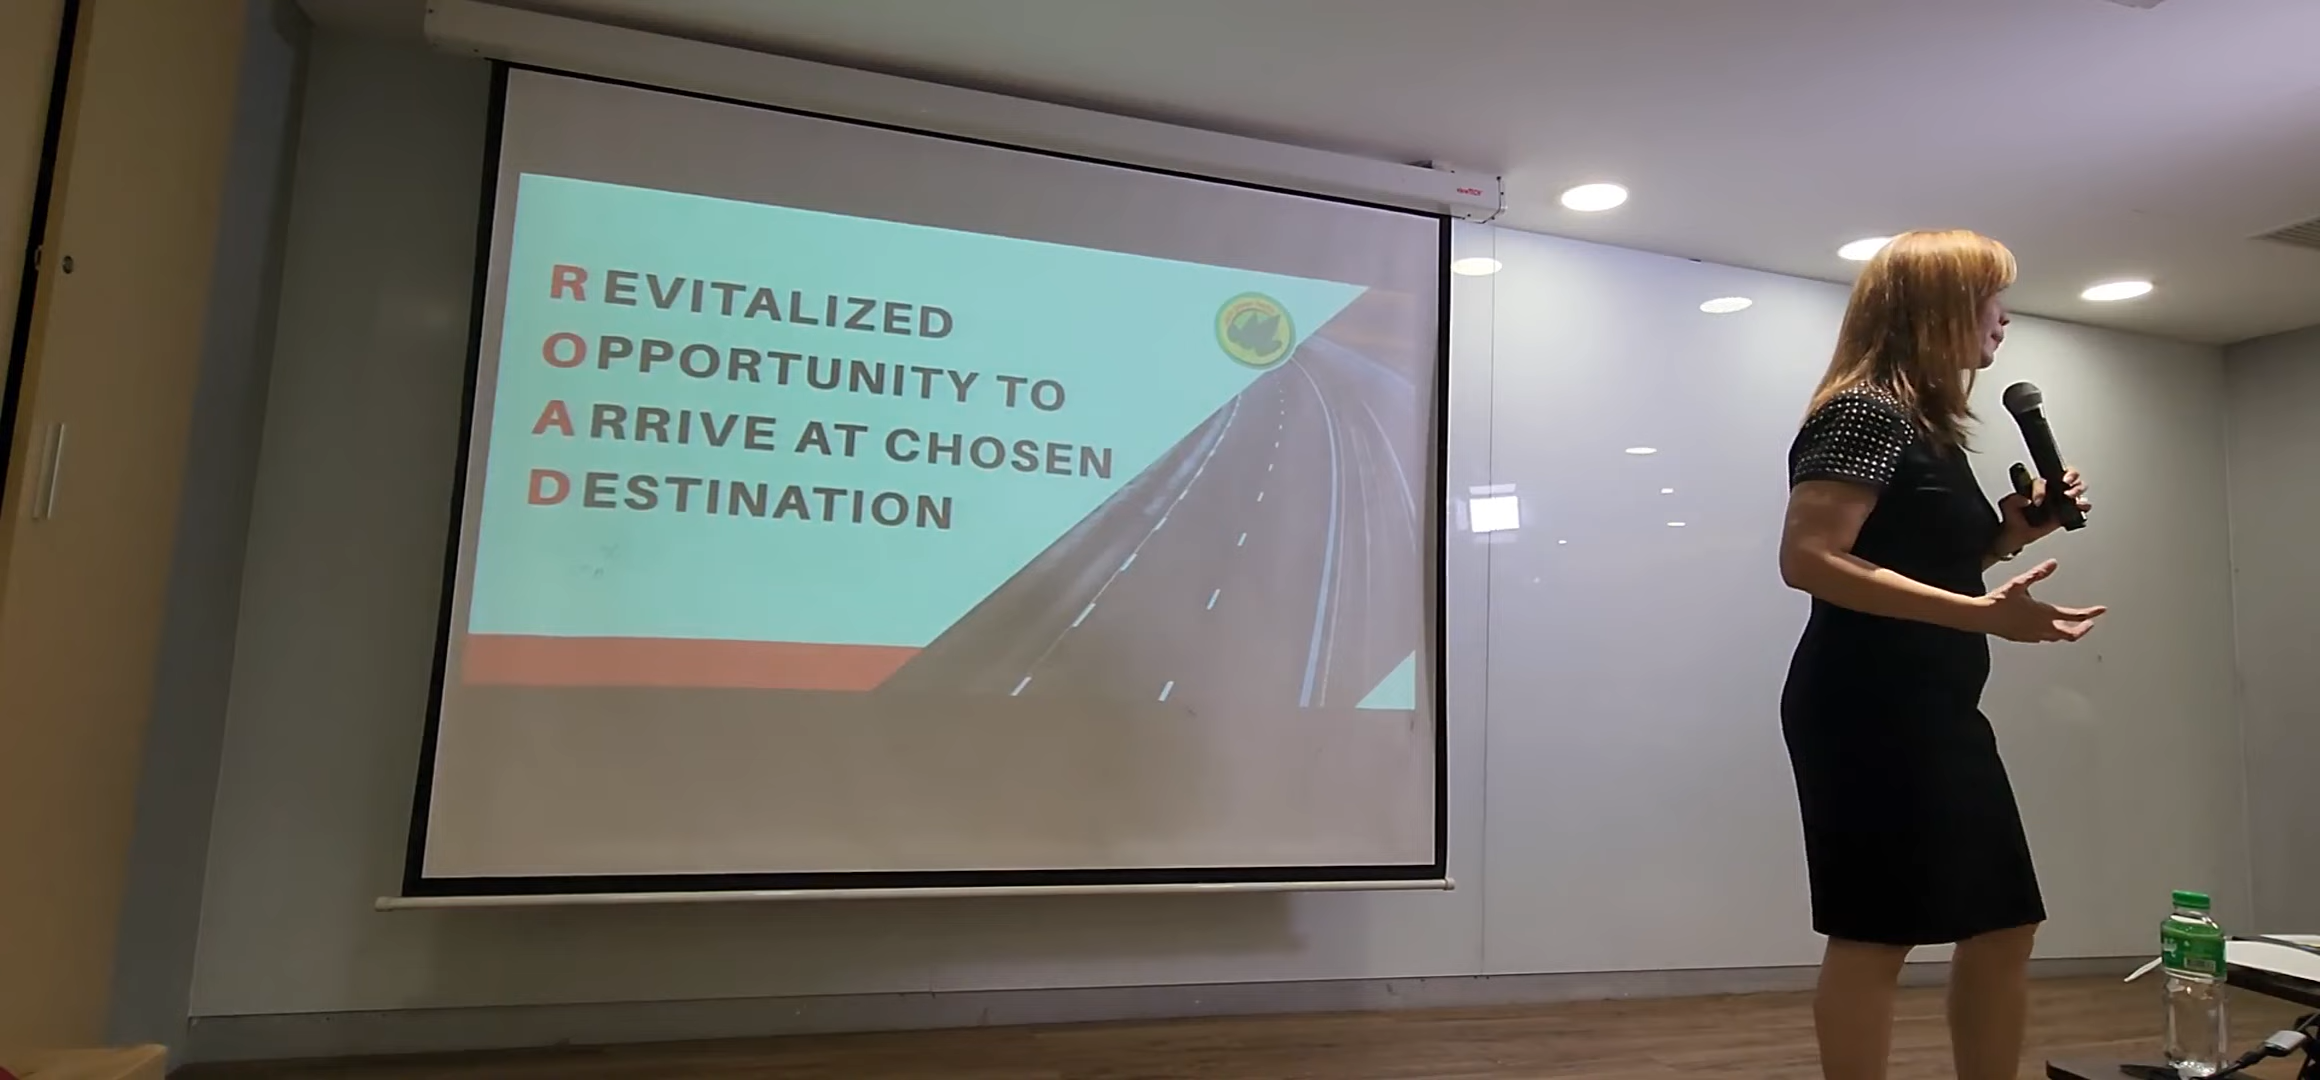 REVITALIZED
OPPORTUNITY TO
ARRIVE AT CHOSEN
DESTINATION